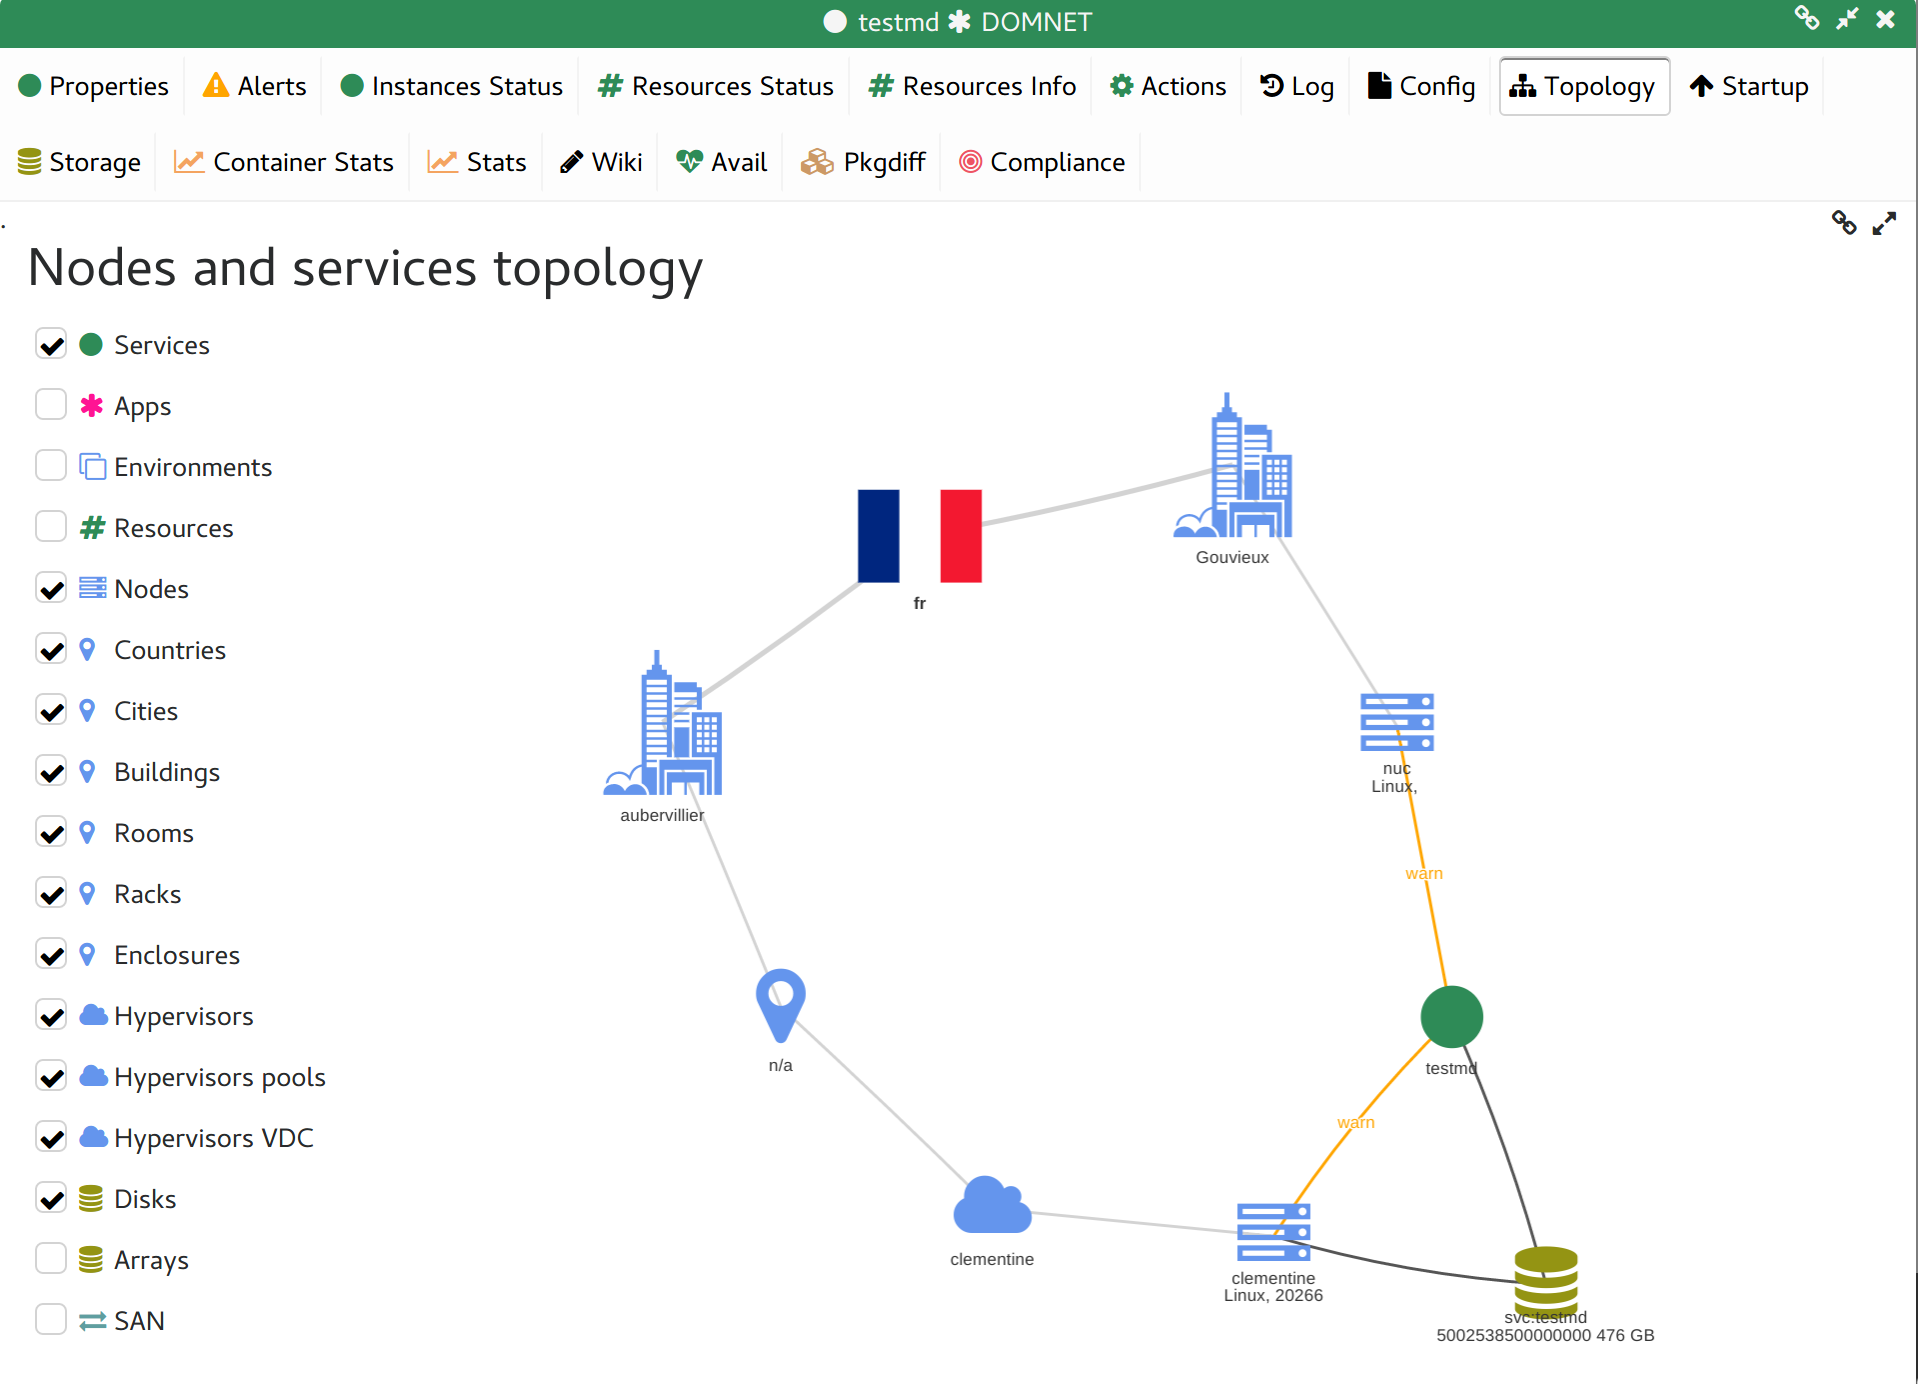 testmd DOMNET
Properties Alerts Instances Status # Resources Status # Resources Info Actions Log Config Topology Startup
Storage Container Stats Stats Wiki Avail Pkgdiff Compliance
Nodes and services topology
Services
Apps
Environments
# Resources
Nodes
Countries
Cities
Buildings
Rooms
Racks
Enclosures
Hypervisors
Hypervisors pools
Hypervisors VDC
Disks
Arrays
SAN
Gouvieux
fr
nuc
Linux,
aubervillier
warn
n/a
testmd
warn
clementine
clementine
Linux, 20266
svc:testmd
5002538500000000 476 GB